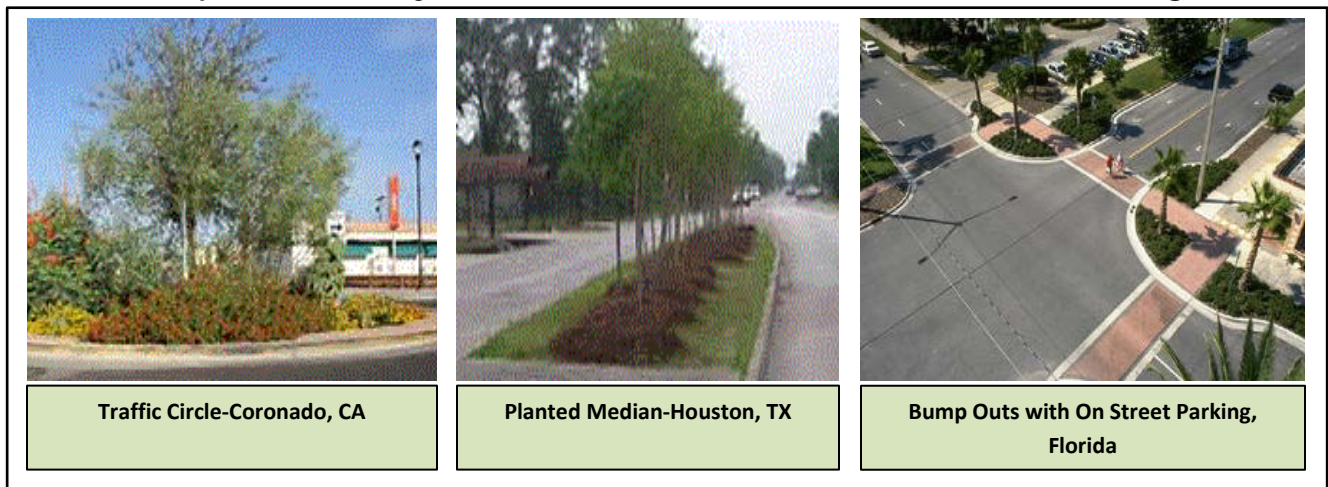 Traffic Circle-Coronado, CA
Planted Median-Houston, TX
Bump Outs with On Street Parking,
Florida